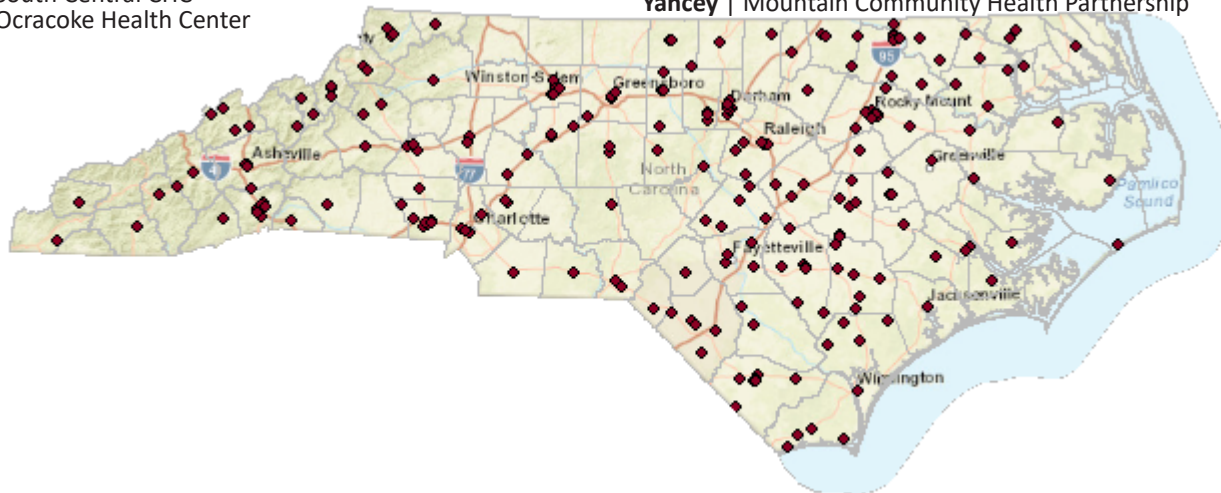 Ocracoke Health Center
Yancey | Mountain Community Health Partnership
95
Winston-Salem
Greensboro
Durham
Rocky Mount
Raleigh
Asheville
40
77
North
Carolina
Greenville
Pamlico
Sound
Charlotte
Fayetteville
Jacksonville
Wilmington